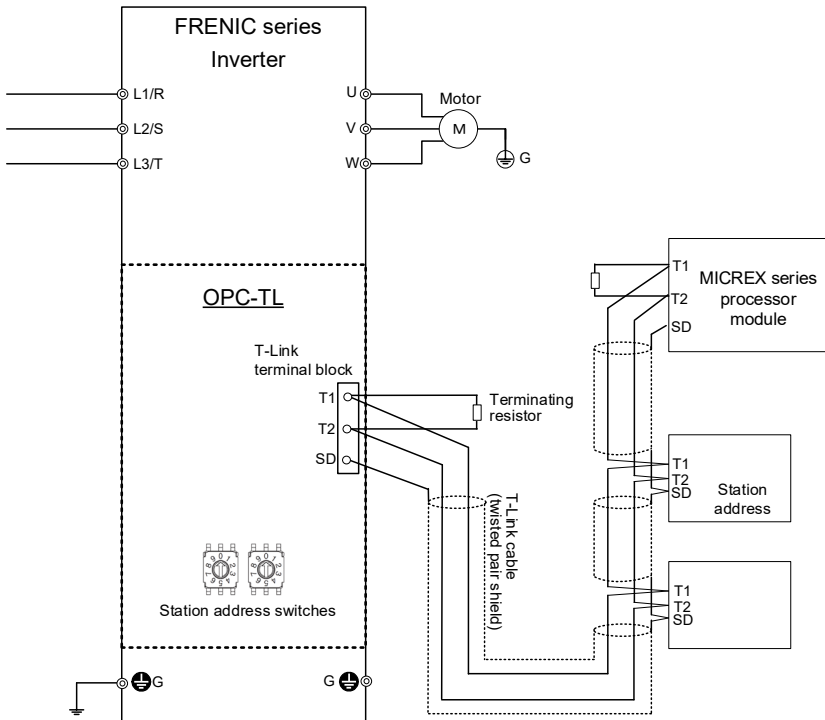 FRENIC series
Inverter
L1/R
L2/S
L3/T
U
V
W
Motor
M
G
OPC-TL
T-Link
terminal block
T1
T2
SD
Terminating
resistor
T-Link cable
(twisted pair shield)
Station address switches
G
G
T1
T2
SD
MICREX series
processor
module
T1
T2
SD
Station
address
T1
T2
SD